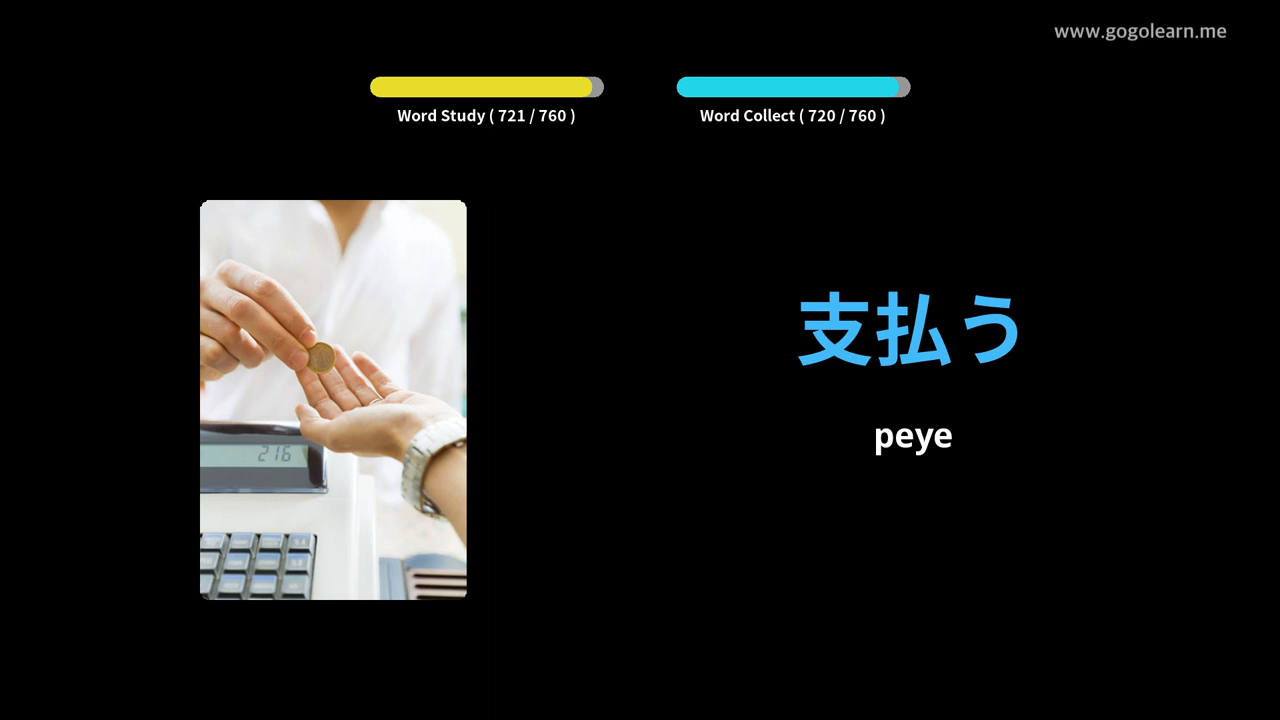 www.gogolearn.me
Word Study ( 721 / 760 )
Word Collect ( 720 / 760 )
支払う
peye
216